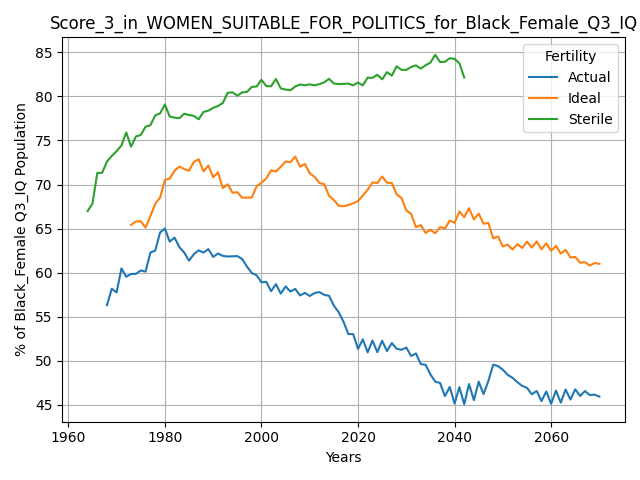 Score_3_in_WOMEN_SUITABLE_FOR_POLITICS_for_Black_Female_Q3_IQ
% of Black_Female Q3_IQ Population
85
80
75
70
65
60
55
50
45
Fertility
Actual
Ideal
Sterile
1960
1980
2000
2020
2040
2060
Years